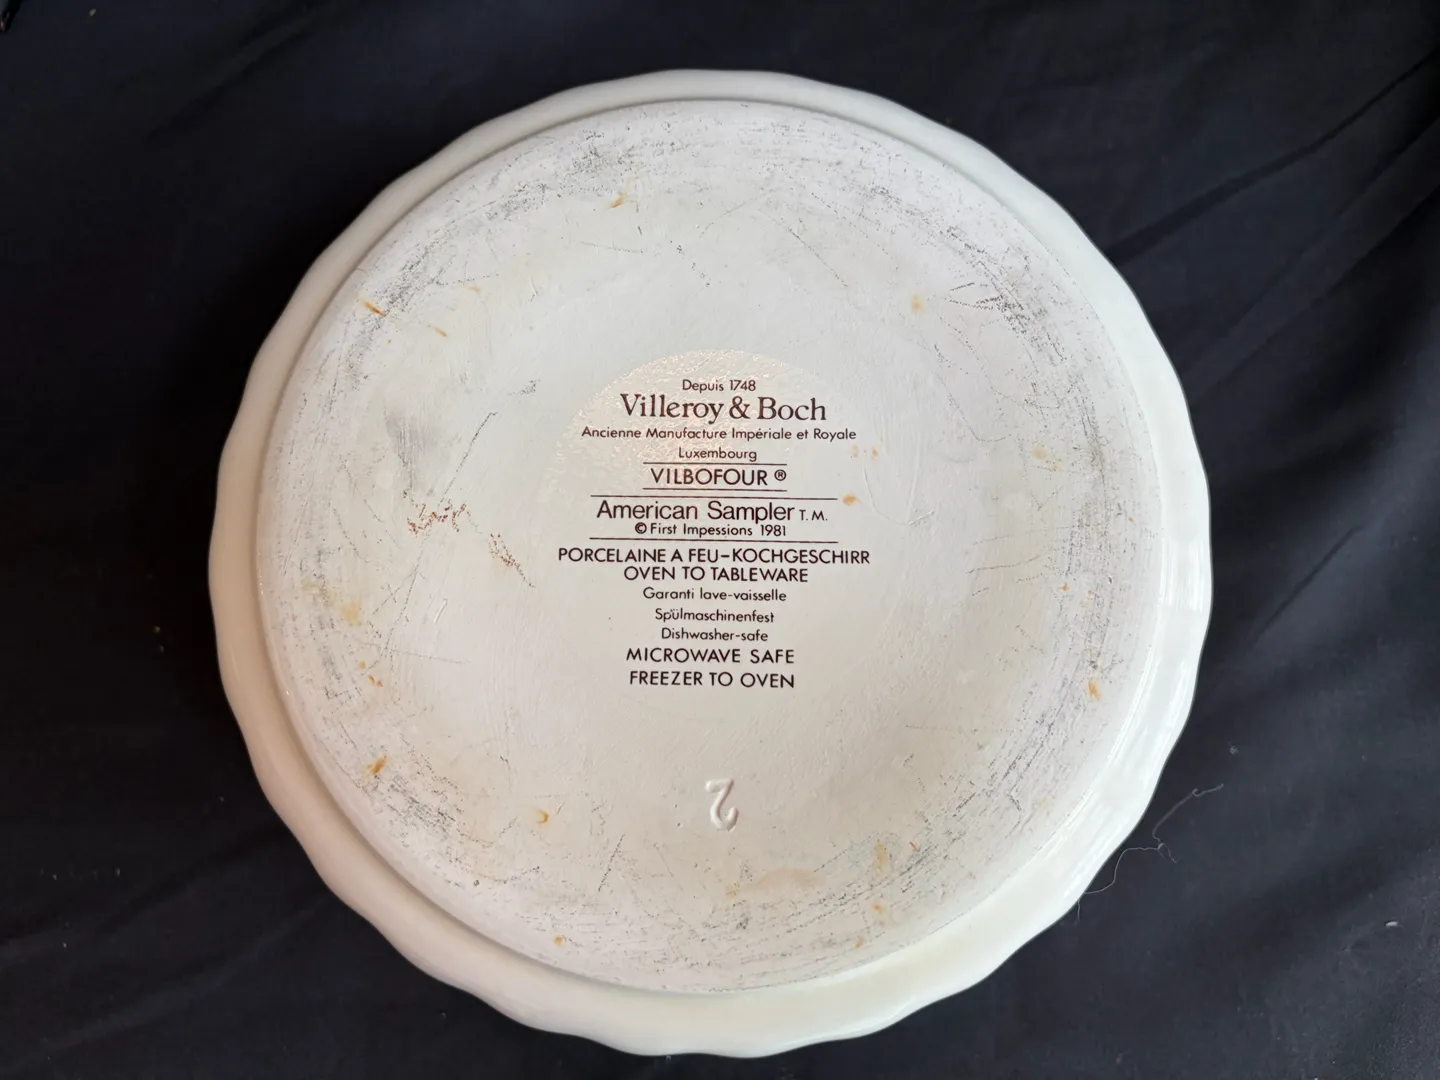 Depuis 1748
Villeroy & Boch
Ancienne Manufacture Impériale et Royale
Luxembourg
VILBOFOUR ®
American Sampler T.M.
© First Impessions 1981
PORCELAINE A FEU-KOCHGESCHIRR
OVEN TO TABLEWARE
Garanti lave-vaisselle
Spülmaschinenfest
Dishwasher-safe
MICROWAVE SAFE
FREEZER TO OVEN
2